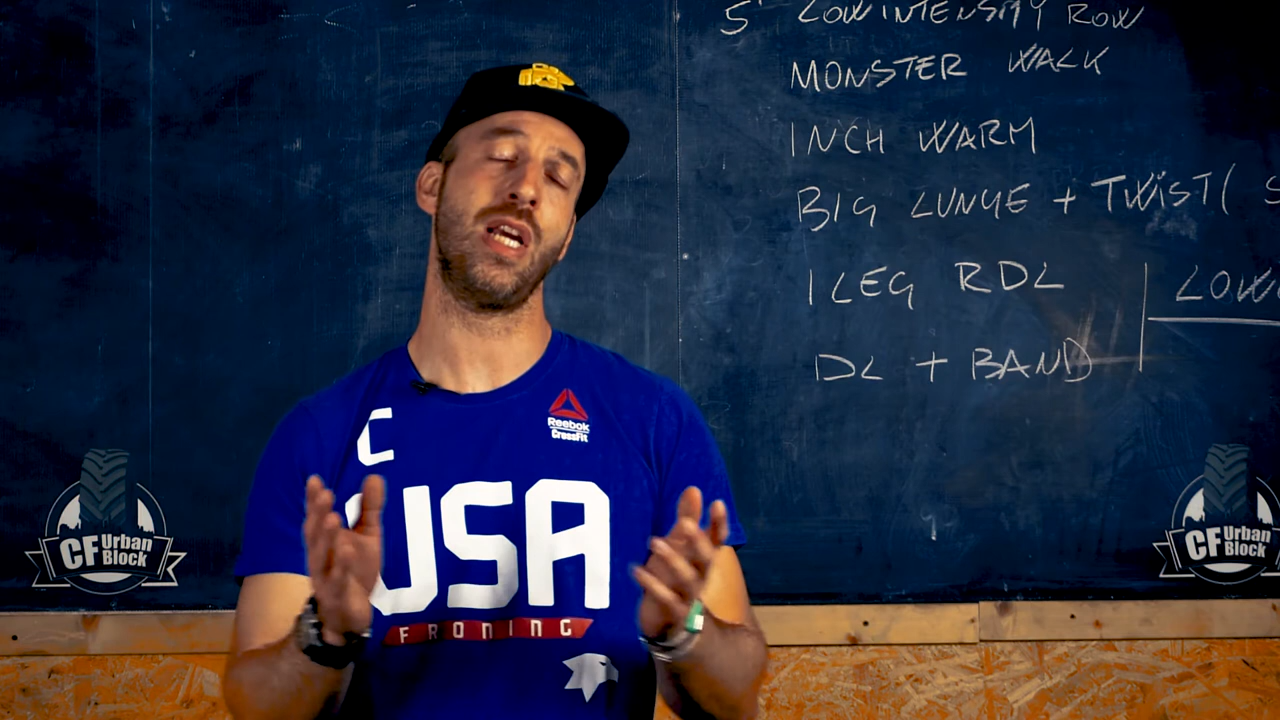 5' LOW INTENSITY ROW
MONSTER WALK
INCH WARM
BIG LUNGE + TWIST( S
1 LEG RDL
LOW
DL + BAND
C
Reebok
CrossFit
USA
FRONING
CF Urban Block
CF Urban Block